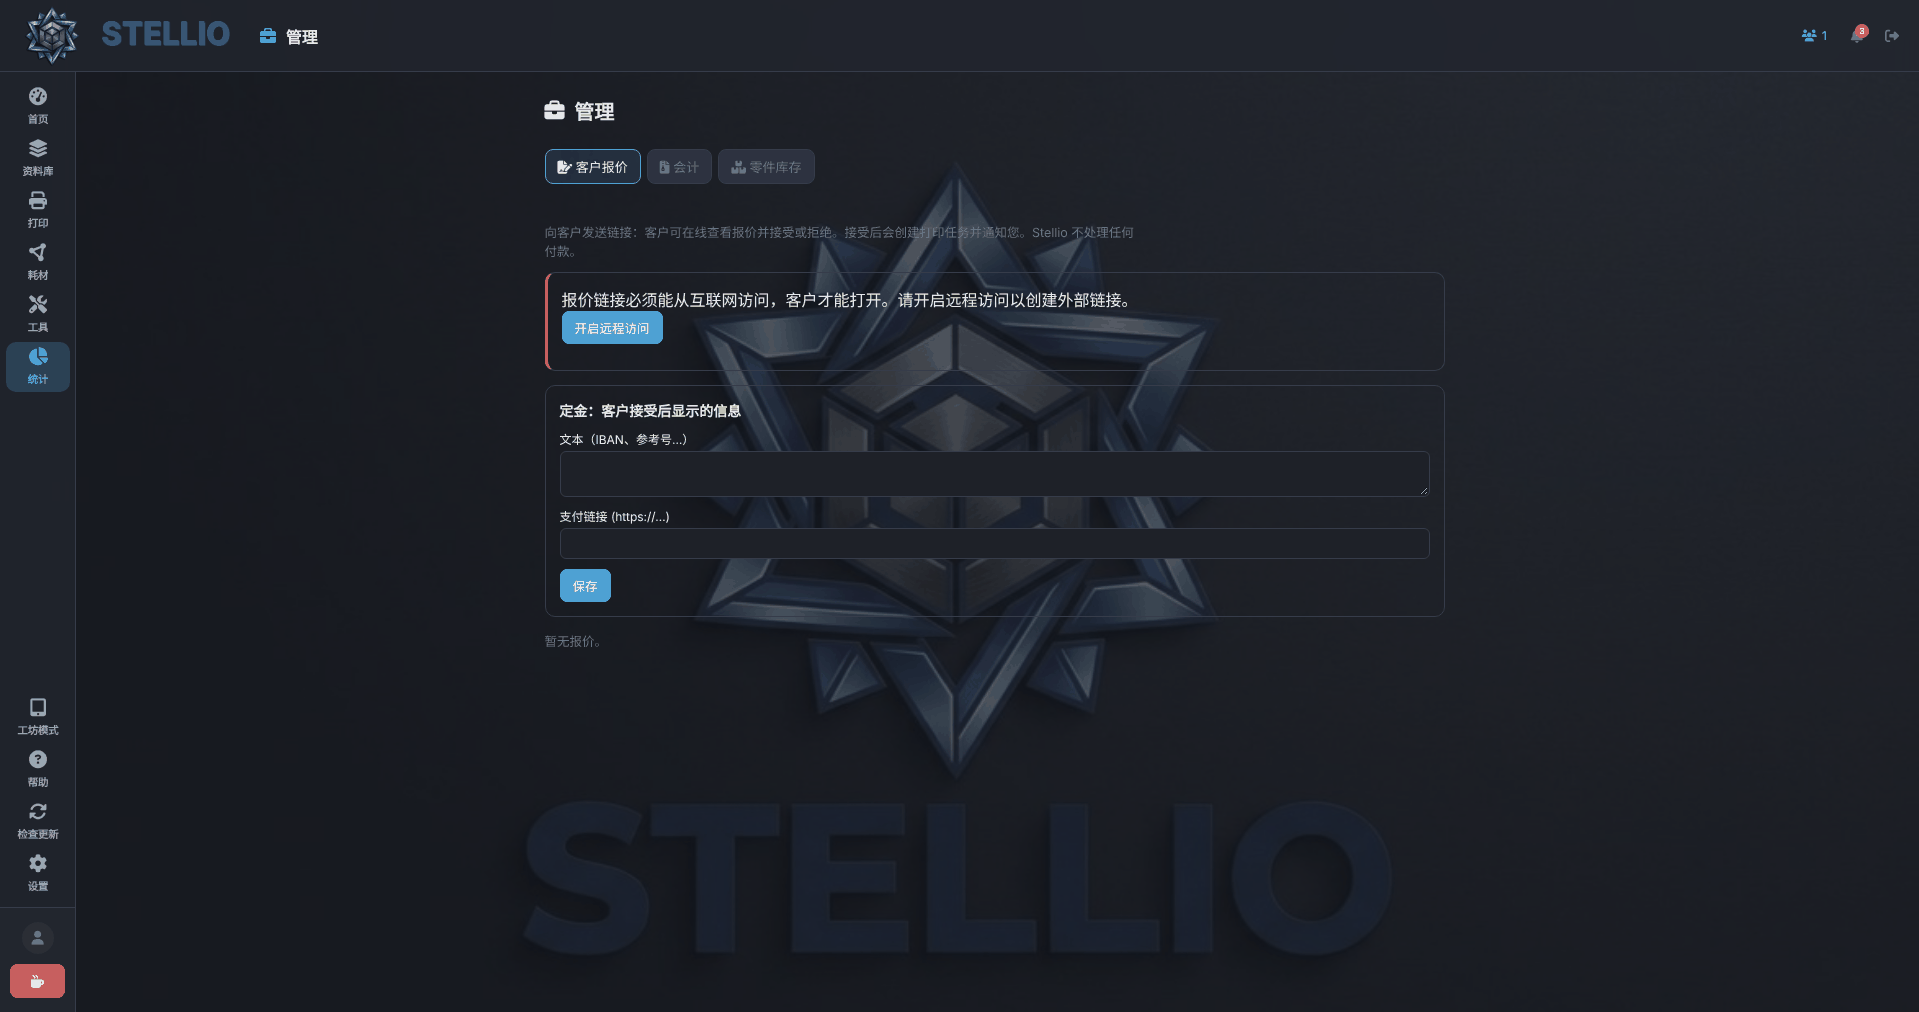 STELLIO
管理
1
3
首页
资料库
打印
耗材
工具
统计
工坊模式
帮助
检查更新
设置
管理
客户报价
会计
零件库存
向客户发送链接：客户可在线查看报价并接受或拒绝。接受后会创建打印任务并通知您。Stellio 不处理任何
付款。
报价链接必须能从互联网访问，客户才能打开。请开启远程访问以创建外部链接。
开启远程访问
定金：客户接受后显示的信息
文本（IBAN、参考号...）
支付链接 (https://...)
保存
暂无报价。
STELLIO